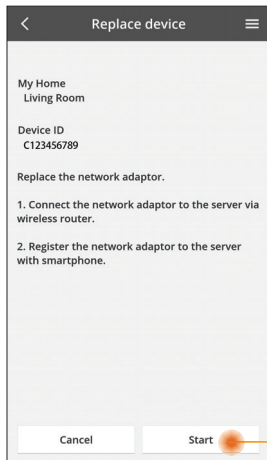 Replace device
My Home
Living Room
Device ID
C123456789
Replace the network adaptor.
1. Connect the network adaptor to the server via
wireless router.
2. Register the network adaptor to the server
with smartphone.
Cancel Start